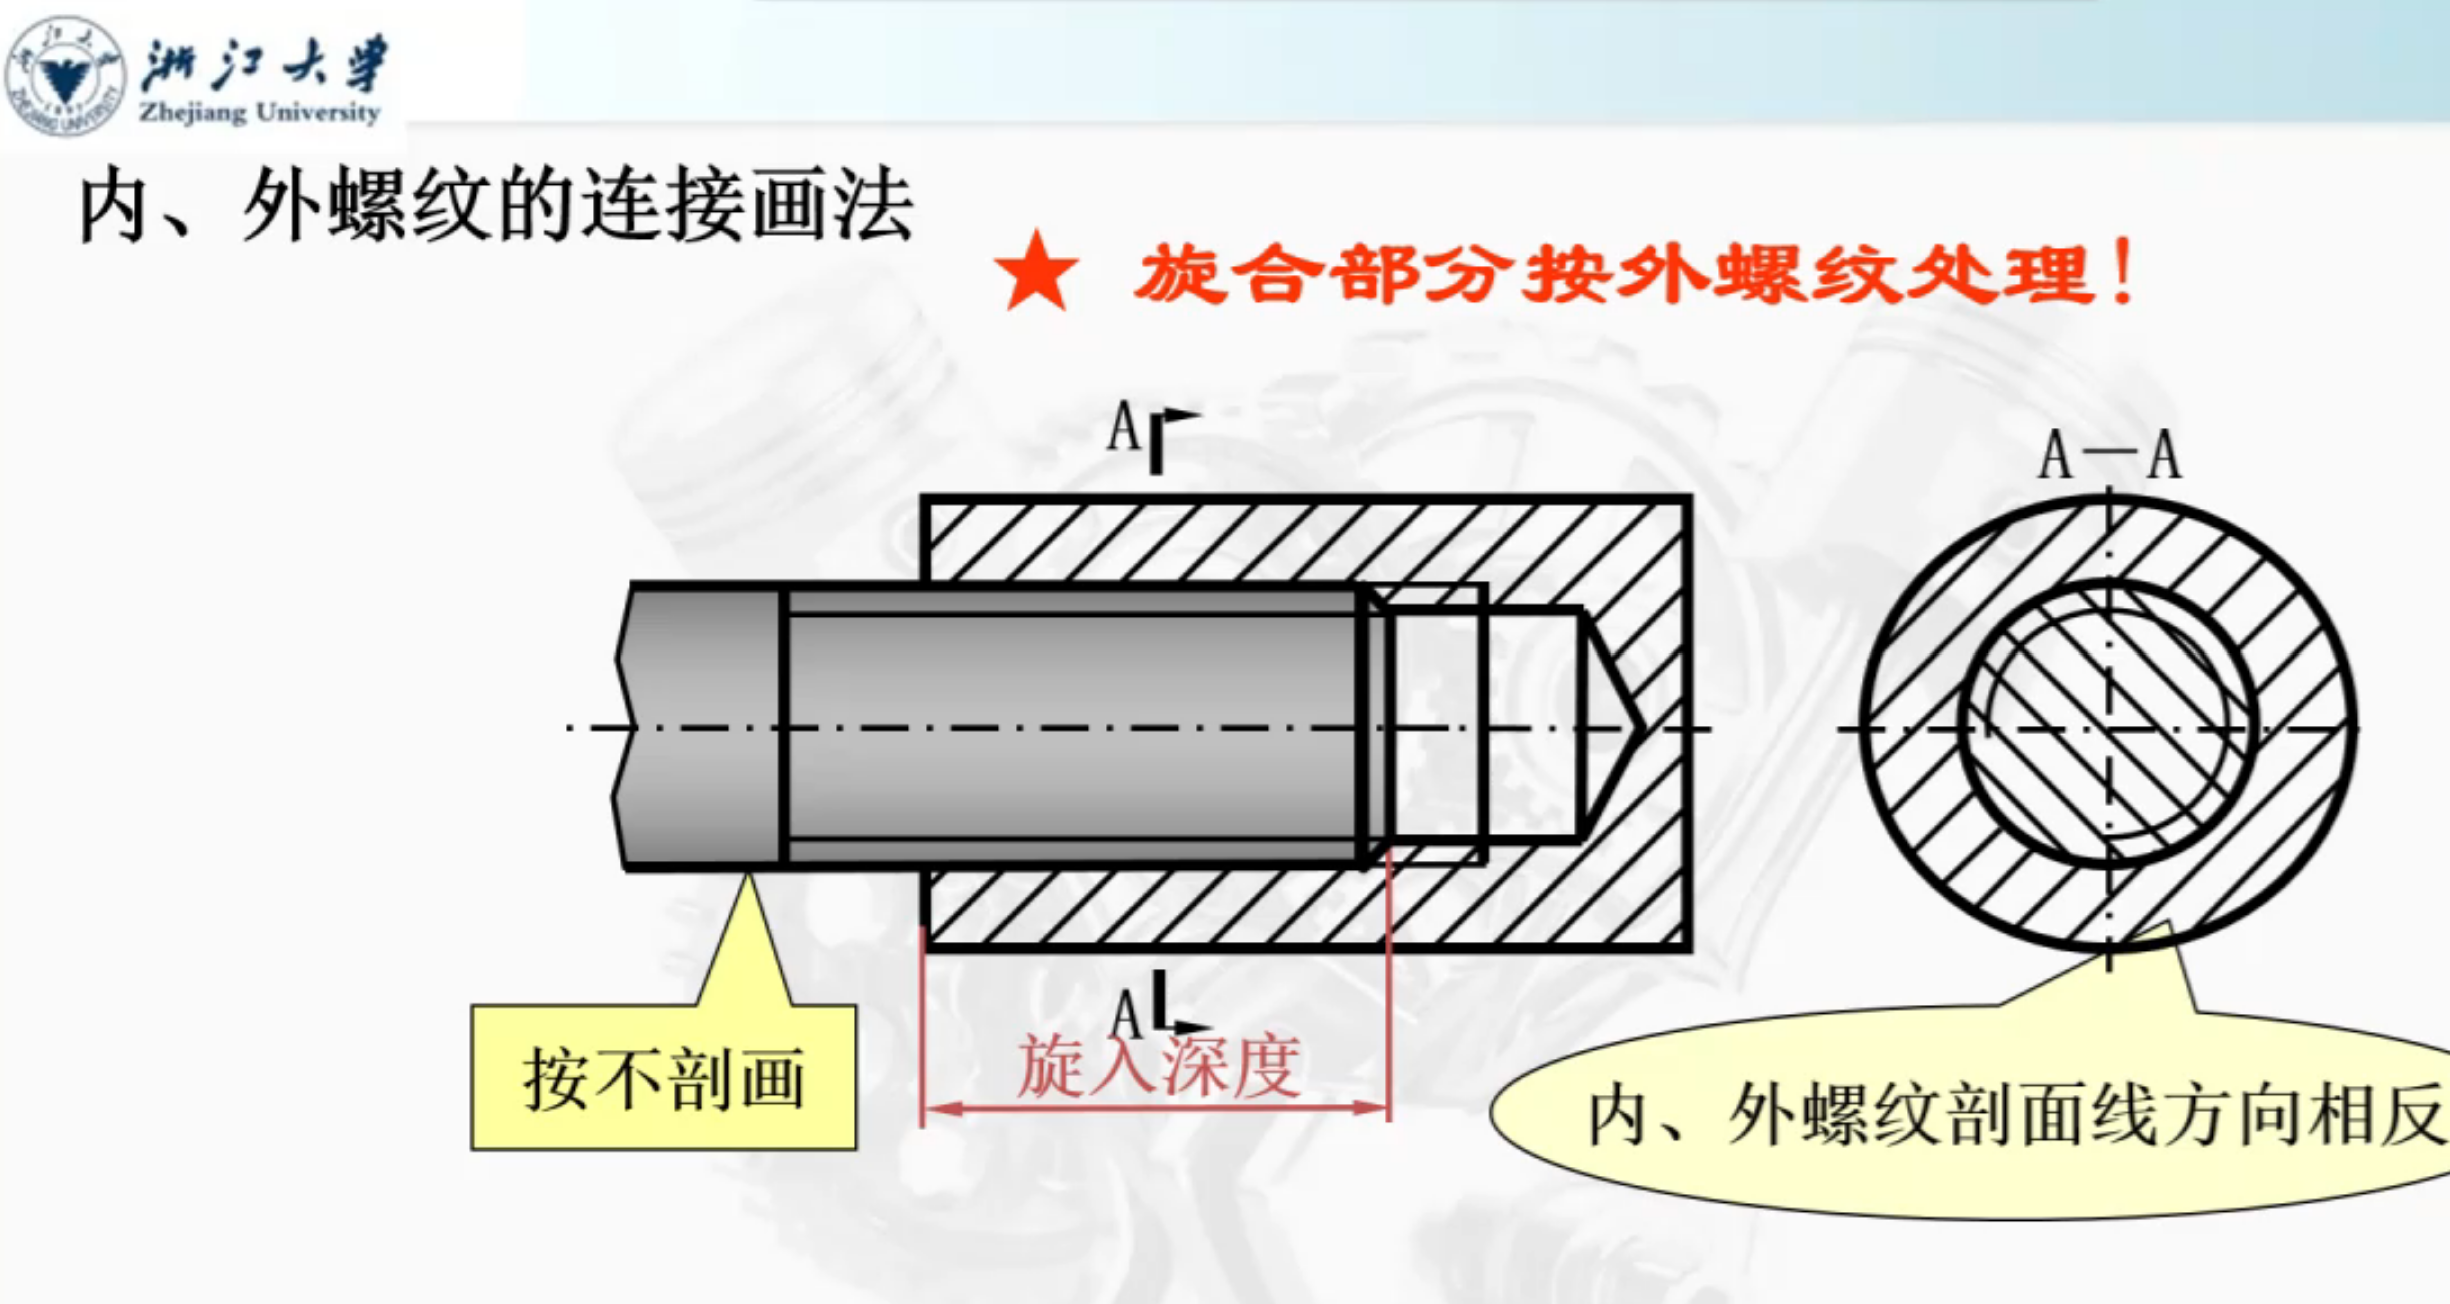 浙江大学
Zhejiang University
内、外螺纹的连接画法
★ 旋合部分按外螺纹处理!
A
A—A
A
旋入深度
按不剖画
内、外螺纹剖面线方向相反